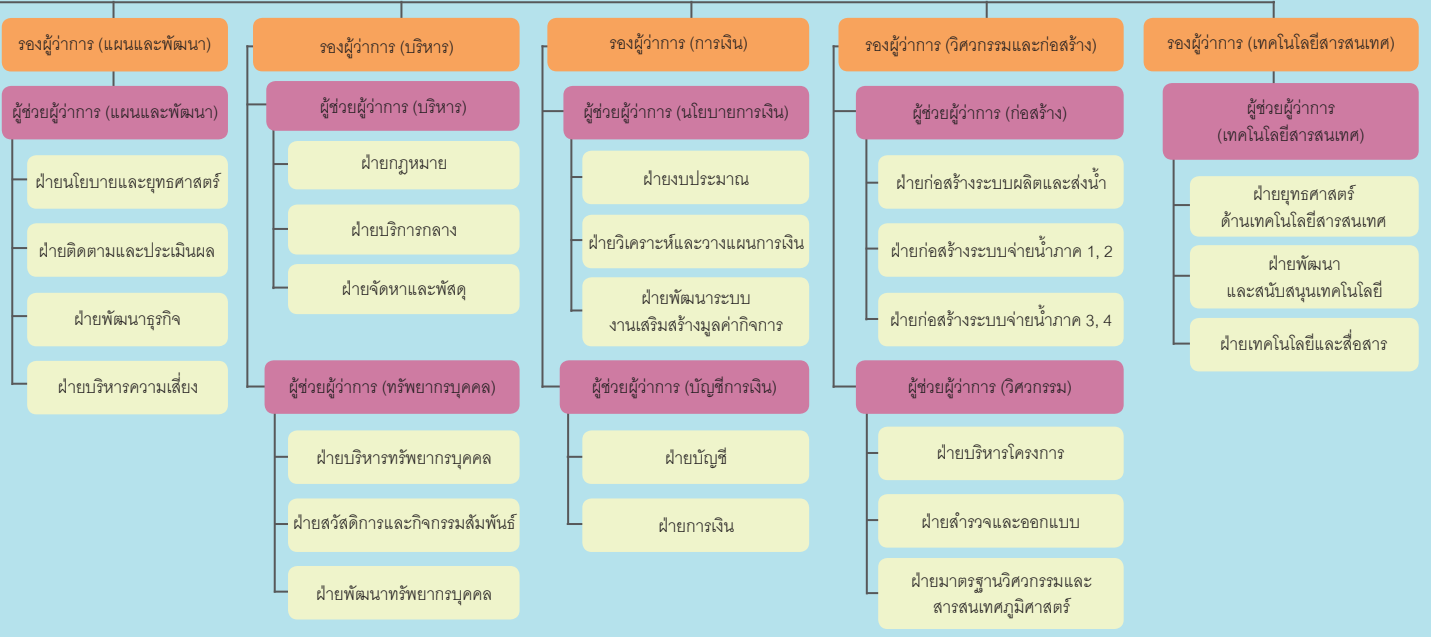 รองผู้ว่าการ (แผนและพัฒนา)
ผู้ช่วยผู้ว่าการ (แผนและพัฒนา)
ฝ่ายนโยบายและยุทธศาสตร์
ฝ่ายติดตามและประเมินผล
ฝ่ายพัฒนาธุรกิจ
ฝ่ายบริหารความเสี่ยง
รองผู้ว่าการ (บริหาร)
ผู้ช่วยผู้ว่าการ (บริหาร)
ฝ่ายกฎหมาย
ฝ่ายบริการกลาง
ฝ่ายจัดหาและพัสดุ
ผู้ช่วยผู้ว่าการ (ทรัพยากรบุคคล)
ฝ่ายบริหารทรัพยากรบุคคล
ฝ่ายสวัสดิการและกิจกรรมสัมพันธ์
ฝ่ายพัฒนาทรัพยากรบุคคล
รองผู้ว่าการ (การเงิน)
ผู้ช่วยผู้ว่าการ (นโยบายการเงิน)
ฝ่ายงบประมาณ
ฝ่ายวิเคราะห์และวางแผนการเงิน
ฝ่ายพัฒนาระบบ
งานเสริมสร้างมูลค่ากิจการ
ผู้ช่วยผู้ว่าการ (บัญชีการเงิน)
ฝ่ายบัญชี
ฝ่ายการเงิน
รองผู้ว่าการ (วิศวกรรมและก่อสร้าง)
ผู้ช่วยผู้ว่าการ (ก่อสร้าง)
ฝ่ายก่อสร้างระบบผลิตและส่งน้ำ
ฝ่ายก่อสร้างระบบจ่ายน้ำภาค 1, 2
ฝ่ายก่อสร้างระบบจ่ายน้ำภาค 3, 4
ผู้ช่วยผู้ว่าการ (วิศวกรรม)
ฝ่ายบริหารโครงการ
ฝ่ายสำรวจและออกแบบ
ฝ่ายมาตรฐานวิศวกรรมและ
สารสนเทศภูมิศาสตร์
รองผู้ว่าการ (เทคโนโลยีสารสนเทศ)
ผู้ช่วยผู้ว่าการ
(เทคโนโลยีสารสนเทศ)
ฝ่ายยุทธศาสตร์
ด้านเทคโนโลยีสารสนเทศ
ฝ่ายพัฒนา
และสนับสนุนเทคโนโลยี
ฝ่ายเทคโนโลยีและสื่อสาร